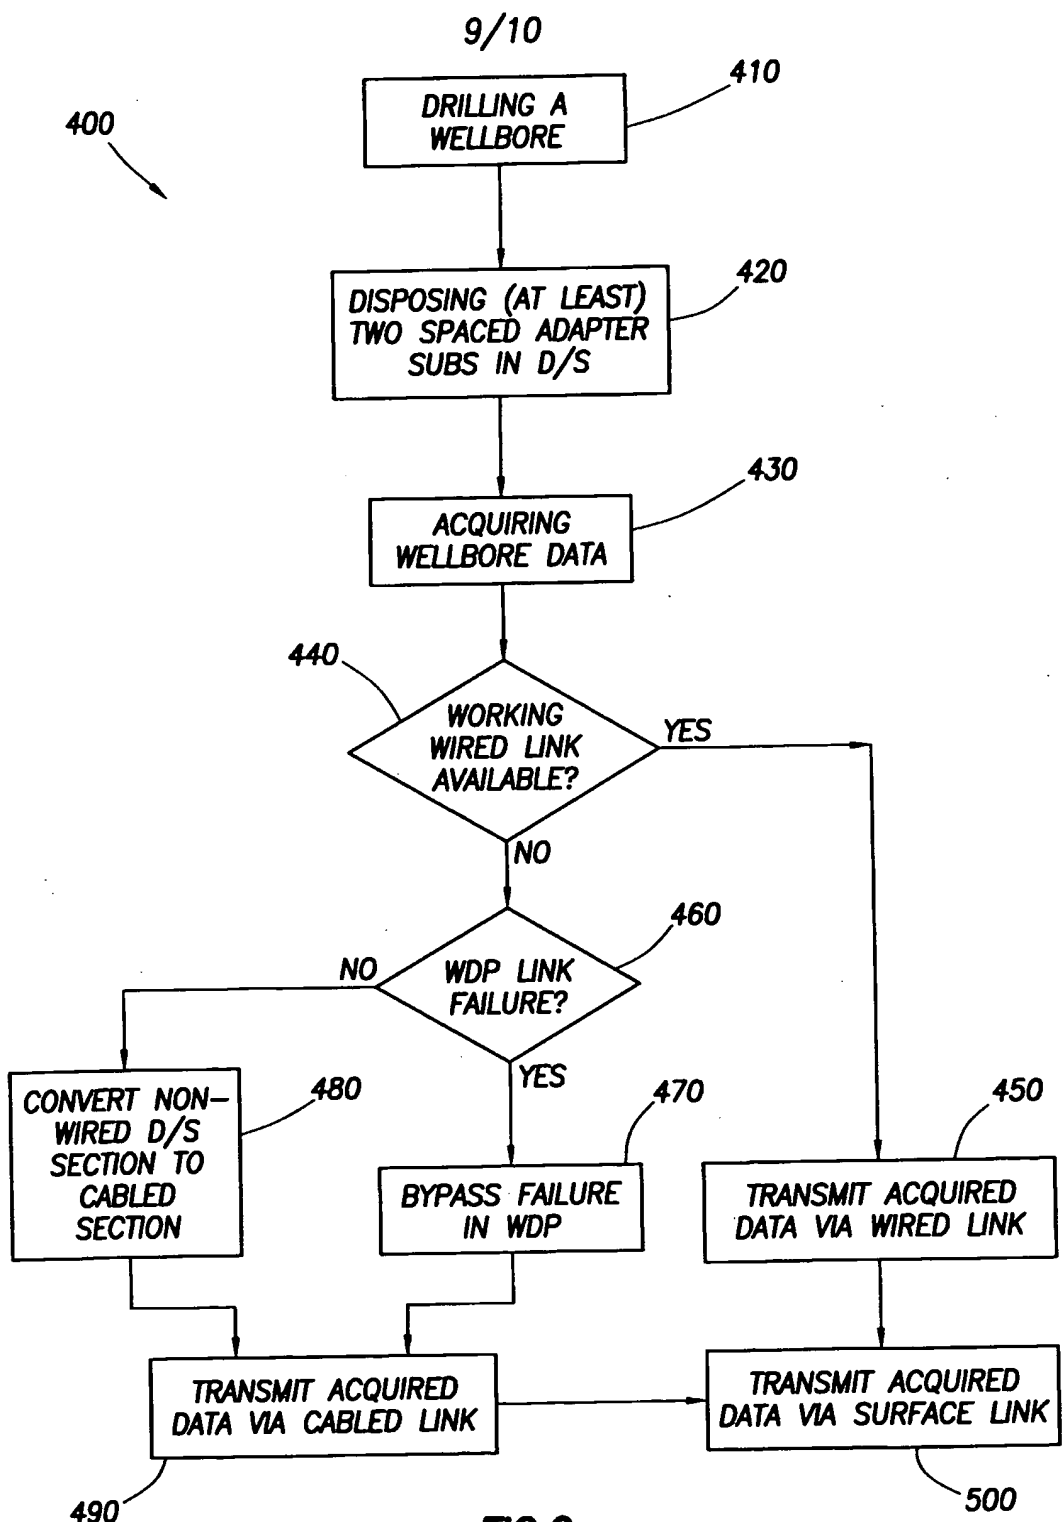 9/10
410
DRILLING A
WELLBORE
400
420
DISPOSING (AT LEAST)
TWO SPACED ADAPTER
SUBS IN D/S
430
ACQUIRING
WELLBORE DATA
440
WORKING
WIRED LINK
AVAILABLE?
YES
NO
460
WDP LINK
FAILURE?
NO
YES
480
CONVERT NON-
WIRED D/S
SECTION TO
CABLED
SECTION
470
BYPASS FAILURE
IN WDP
450
TRANSMIT ACQUIRED
DATA VIA WIRED LINK
TRANSMIT ACQUIRED
DATA VIA CABLED LINK
TRANSMIT ACQUIRED
DATA VIA SURFACE LINK
490
500